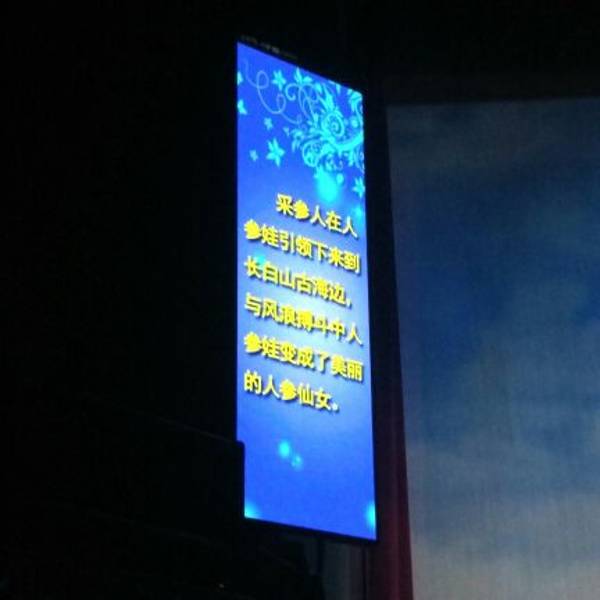 采参人在人
参娃引领下来到
长白山古海边，
与风浪搏斗中人
参娃变成了美丽
的人参仙女。